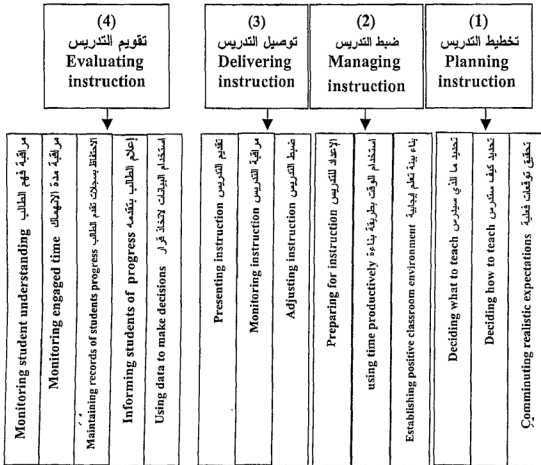 (1)
تخطيط التدريس
Planning
instruction
(2)
ضبط التدريس
Managing
instruction
(3)
توصيل التدريس
Delivering
instruction
(4)
تقويم التدريس
Evaluating
instruction
تحقيق توقعات فعلية Comminuting realistic expectations
تحديد كيف ستدرس Deciding how to teach
تحديد ما الذي سيدرس Deciding what to teach
بناء بيئة تعلم إيجابية Establishing positive classroom environment
استخدام الوقت بطريقة بناءة using time productively
الإعداد للتدريس Preparing for instruction
ضبط التدريس Adjusting instruction
مراقبة التدريس Monitoring instruction
تقديم التدريس Presenting instruction
استخدام البيانات لاتخاذ قرار Using data to make decisions
إعلام الطالب بتقدمه Informing students of progress
الاحتفاظ بسجلات تقدم الطالب Maintaining records of students progress
مراقبة مدة الانهماك Monitoring engaged time
مراقبة فهم الطالب Monitoring student understanding